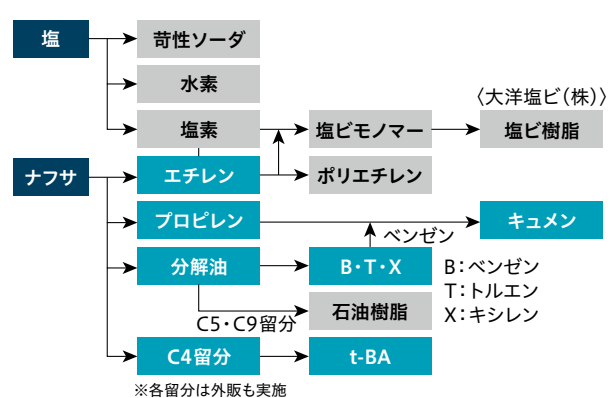 塩
苛性ソーダ
水素
〈大洋塩ビ(株)〉
塩素
塩ビモノマー
塩ビ樹脂
ナフサ
エチレン
ポリエチレン
プロピレン
キュメン
ベンゼン
分解油
B・T・X
B：ベンゼン
T：トルエン
X：キシレン
石油樹脂
C5・C9留分
C4留分
t-BA
※各留分は外販も実施